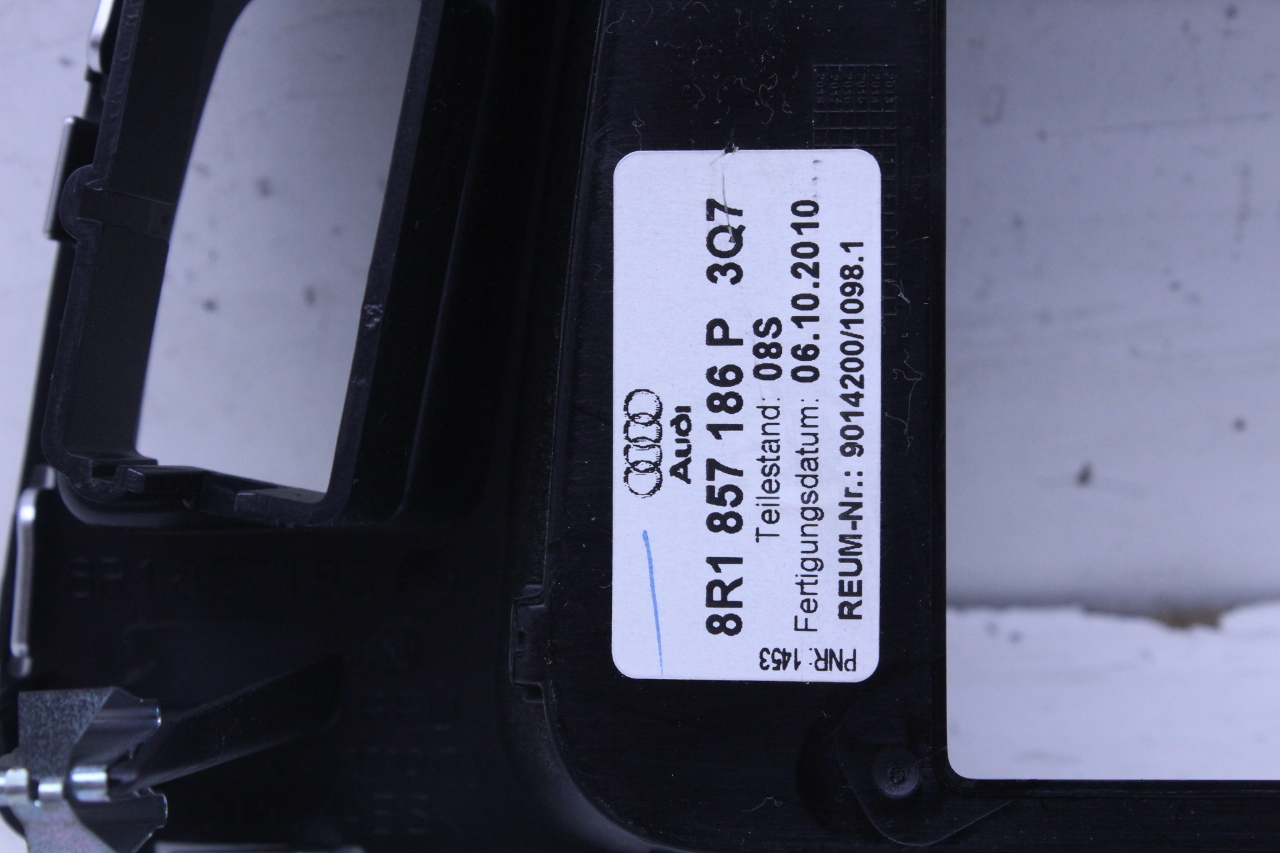 Audi
8R1 857 186 P 3Q7
Teilestand: 08S
Fertigungsdatum: 06.10.2010
REUM-Nr.: 9014200/1098.1
PNR: 1453